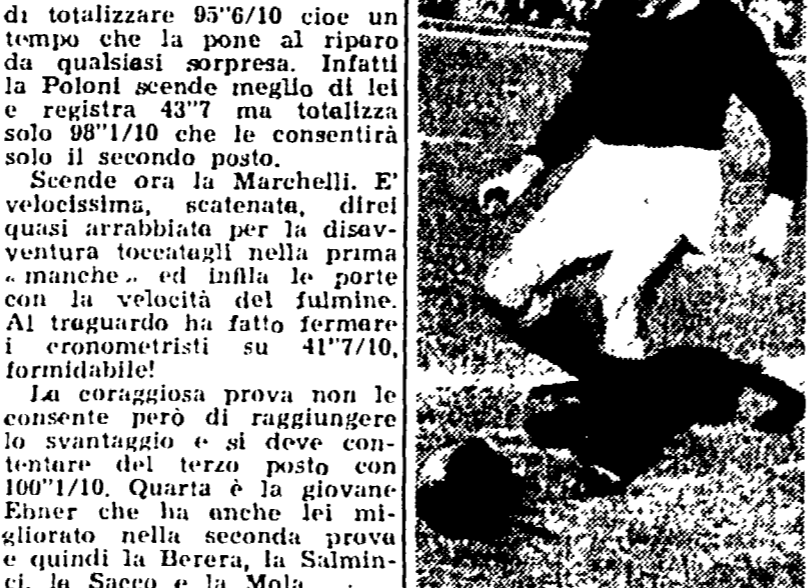 di totalizzare 95"6/10 cioe un
tempo che la pone al riparo
da qualsiasi sorpresa. Infatti
la Poloni scende meglio di lei
e registra 43"7 ma totalizza
solo 98"1/10 che le consentirà
solo il secondo posto.
Scende ora la Marchelli. E'
velocissima, scatenata, direi
quasi arrabbiata per la disav-
ventura toccatagli nella prima
« manche » ed infila le porte
con la velocità del fulmine.
Al traguardo ha fatto fermare
i cronometristi su 41"7/10,
formidabile!
La coraggiosa prova non le
consente però di raggiungere
lo svantaggio e si deve con-
tentare del terzo posto con
100"1/10. Quarta è la giovane
Ebner che ha anche lei mi-
gliorato nella seconda prova
e quindi la Berera, la Salmin-
ci, la Sacco e la Mola